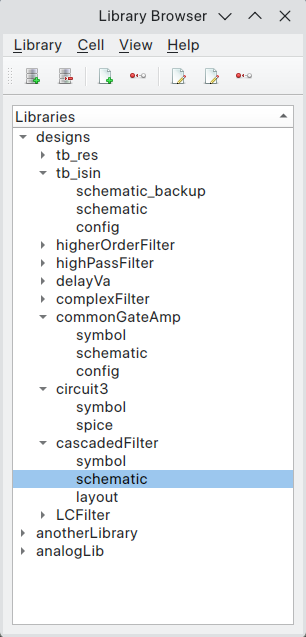 Library Browser
Library Cell View Help
Libraries
designs
tb_res
tb_isin
schematic_backup
schematic
config
higherOrderFilter
highPassFilter
delayVa
complexFilter
commonGateAmp
symbol
schematic
config
circuit3
symbol
spice
cascadedFilter
symbol
schematic
layout
LCFilter
anotherLibrary
analogLib